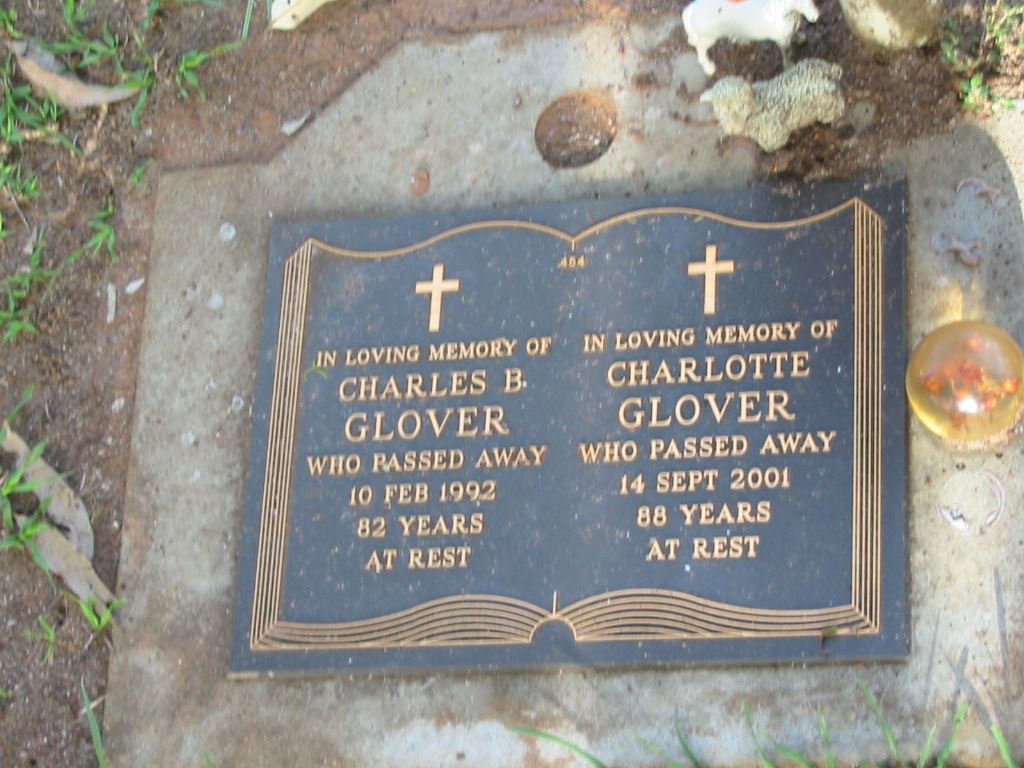 464
IN LOVING MEMORY OF
CHARLES B.
GLOVER
WHO PASSED AWAY
10 FEB 1992
82 YEARS
AT REST
IN LOVING MEMORY OF
CHARLOTTE
GLOVER
WHO PASSED AWAY
14 SEPT 2001
88 YEARS
AT REST